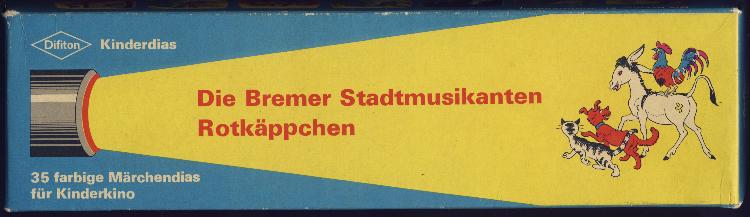 Difiton Kinderdias
Die Bremer Stadtmusikanten
Rotkäppchen
35 farbige Märchendias
für Kinderkino